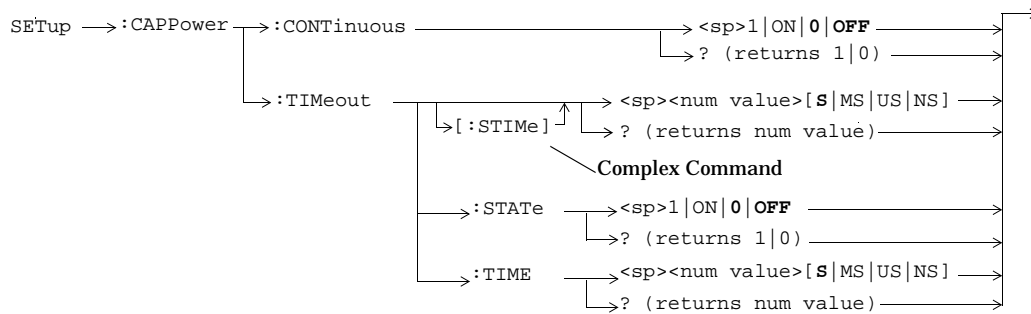 SETup :CAPPower :CONTinuous <sp>1|ON|0|OFF
? (returns 1|0)
:TIMeout <sp><num value>[S|MS|US|NS]
[:STIMe] ? (returns num value)
Complex Command
:STATe <sp>1|ON|0|OFF
? (returns 1|0)
:TIME <sp><num value>[S|MS|US|NS]
? (returns num value)